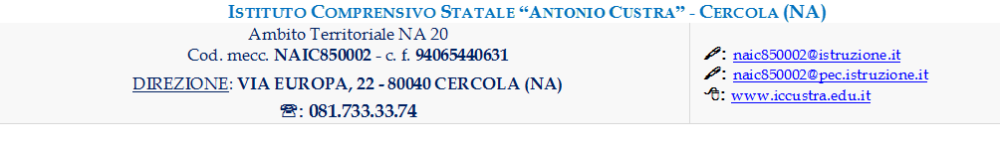 ISTITUTO COMPRENSIVO STATALE “ANTONIO CUSTRA” - CERCOLA (NA)
Ambito Territoriale NA 20
Cod. mecc. NAIC850002 - c. f. 94065440631
DIREZIONE: VIA EUROPA, 22 - 80040 CERCOLA (NA)
☎: 081.733.33.74
: naic850002@istruzione.it
: naic850002@pec.istruzione.it
: www.iccustra.edu.it